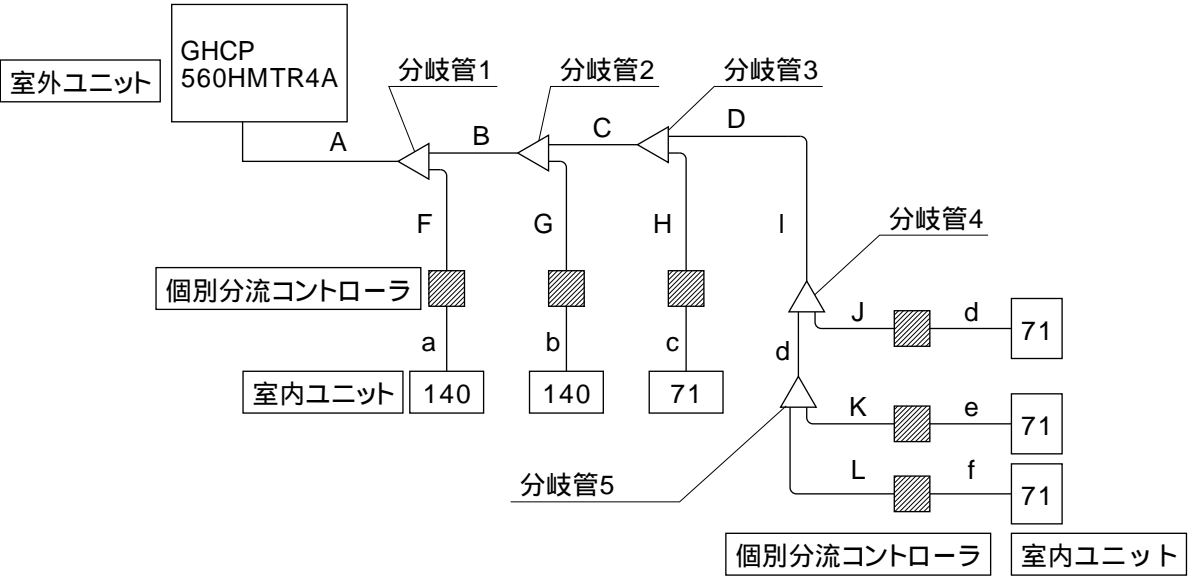 GHCP
560HMTR4A
室外ユニット
分岐管1
分岐管2
分岐管3
A
B
C
D
F
G
H
I
分岐管4
個別分流コントローラ
J
d
71
a
b
c
d
室内ユニット
140
140
71
K
e
71
分岐管5
L
f
71
個別分流コントローラ
室内ユニット